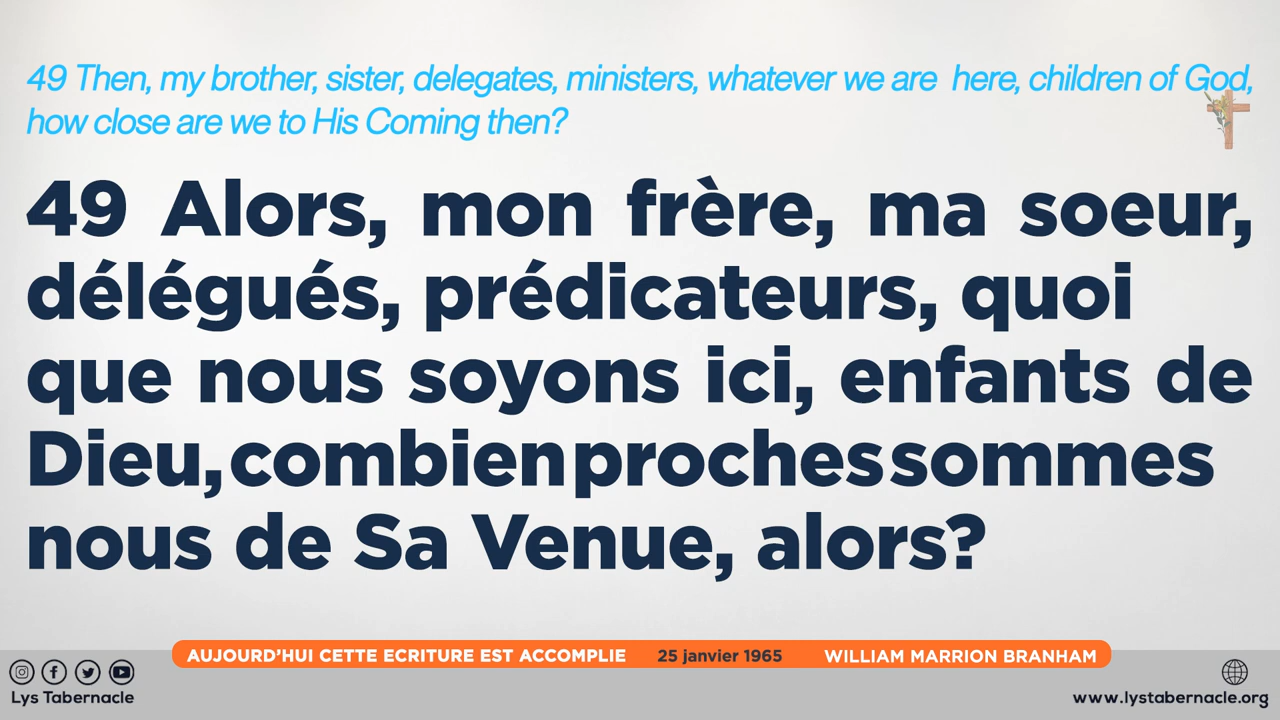 49 Then, my brother, sister, delegates, ministers, whatever we are here, children of God,
how close are we to His Coming then?
49 Alors, mon frère, ma soeur,
délégués, prédicateurs, quoi
que nous soyons ici, enfants de
Dieu, combien proches sommes
nous de Sa Venue, alors?
AUJOURD'HUI CETTE ECRITURE EST ACCOMPLIE 25 janvier 1965 WILLIAM MARRION BRANHAM
Lys Tabernacle
www.lystabernacle.org